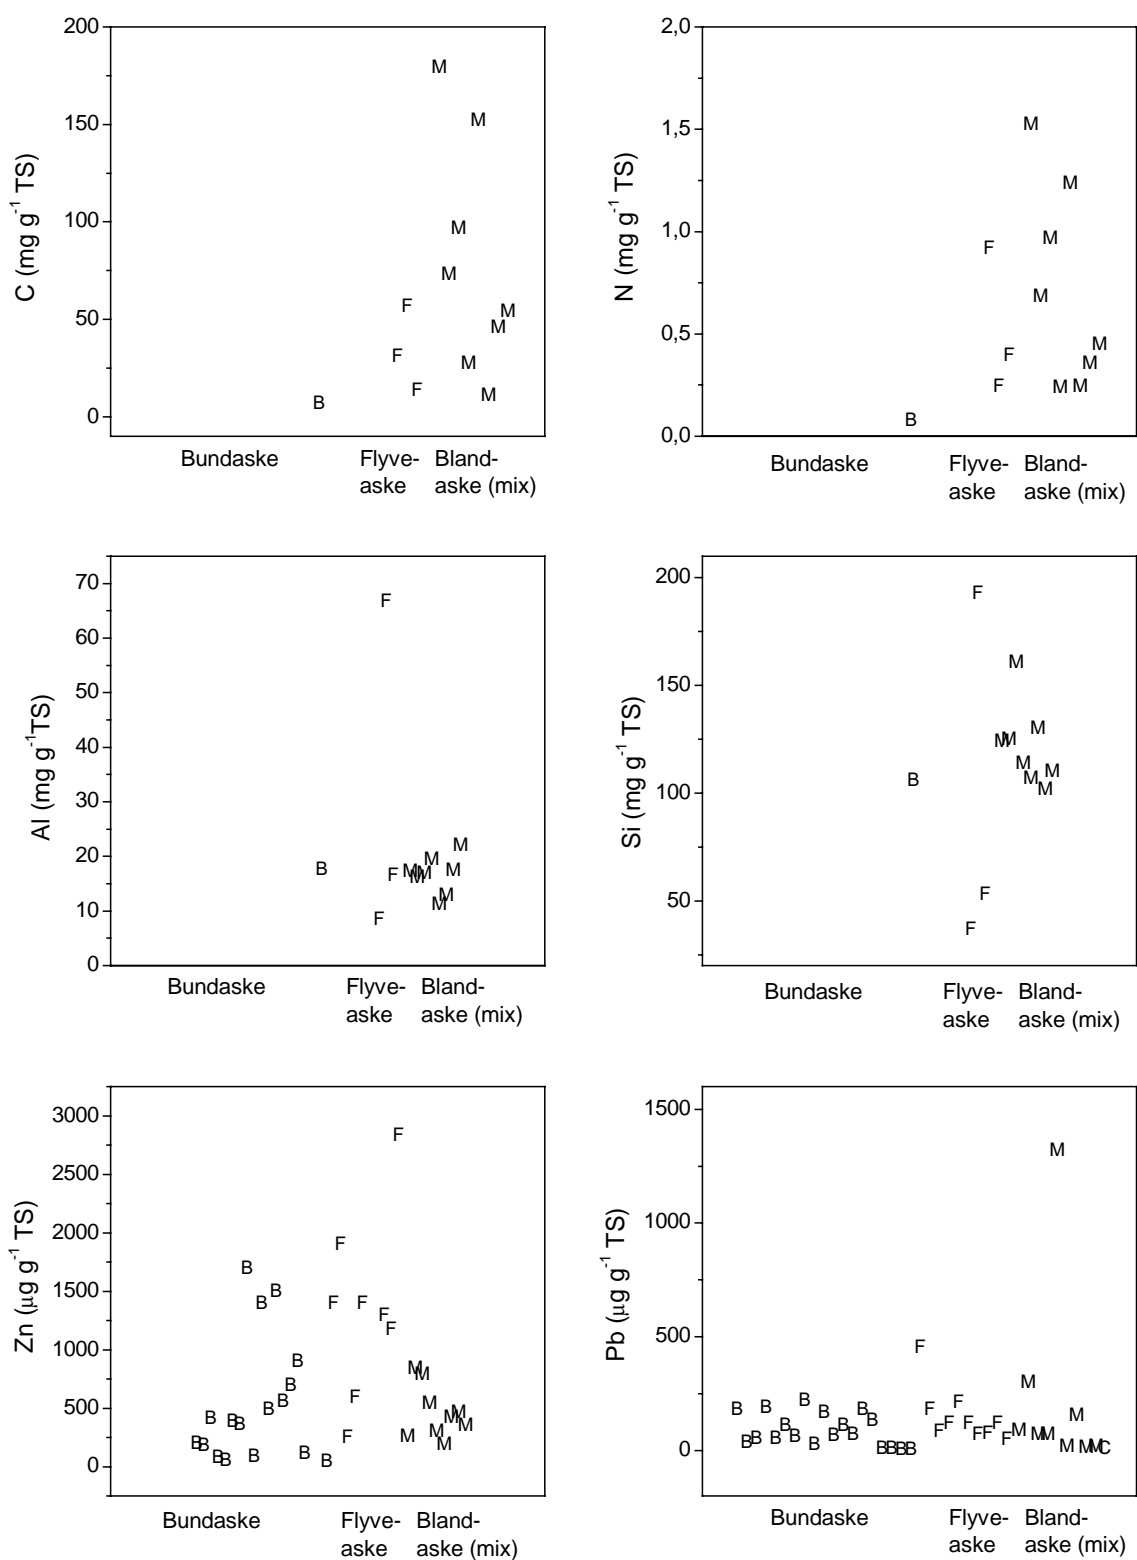 200
150
100
50
0
C (mg g-1 TS)
M
M
M
M
F
M
M
F
M
F
M
B
Bundaske
Flyve-
aske
Bland-
aske (mix)
2,0
1,5
1,0
0,5
0,0
N (mg g-1 TS)
M
M
M
F
M
M
F
M
F
M
M
B
Bundaske
Flyve-
aske
Bland-
aske (mix)
70
60
50
40
30
20
10
0
Al (mg g-1TS)
F
M
M
B
F
M
M
M
M
M
M
F
Bundaske
Flyve-
aske
Bland-
aske (mix)
200
150
100
50
Si (mg g-1 TS)
F
M
M
M
M
M
M
M
M
B
F
F
Bundaske
Flyve-
aske
Bland-
aske (mix)
3000
2500
2000
1500
1000
500
0
Zn (μg g-1 TS)
F
F
B
B
B
F
F
F
F
B
M
M
B
F
B
M
B
M
B
M
B
B
M
M
F
M
B
B
M
B
B
B
B
B
Bundaske
Flyve-
aske
Bland-
aske (mix)
1500
1000
500
0
Pb (μg g-1 TS)
M
F
M
B B B B B B B B B B B B B B B B B B B
F F F F F F F F F
M M M M M M M C
Bundaske
Flyve-
aske
Bland-
aske (mix)